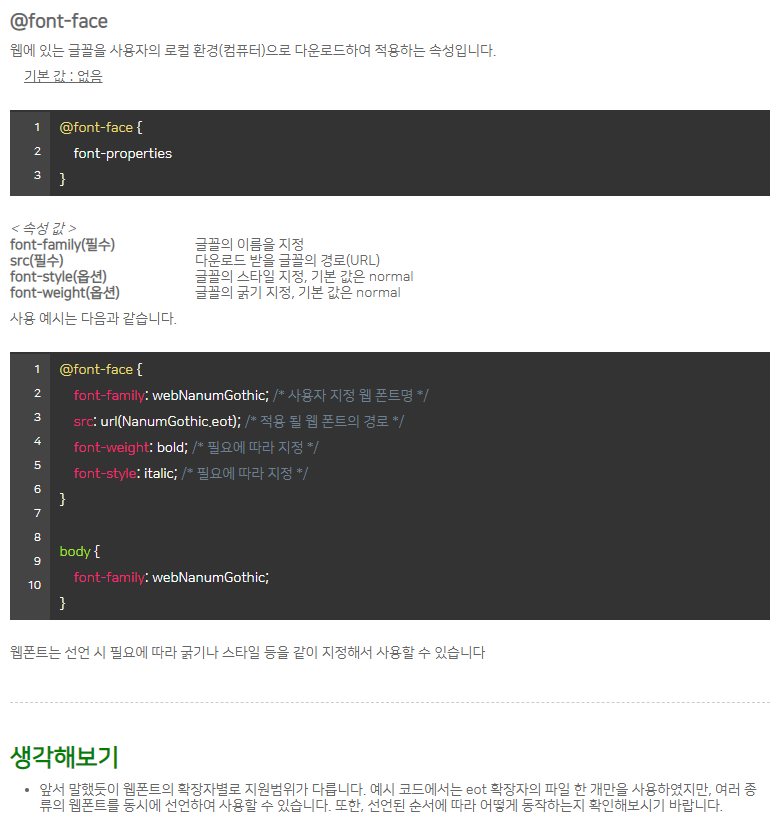 @font-face
웹에 있는 글꼴을 사용자의 로컬 환경(컴퓨터)으로 다운로드하여 적용하는 속성입니다.
기본 값 : 없음
1 @font-face {
2 font-properties
3 }
< 속성 값 >
font-family(필수) 글꼴의 이름을 지정
src(필수) 다운로드 받을 글꼴의 경로(URL)
font-style(옵션) 글꼴의 스타일 지정, 기본 값은 normal
font-weight(옵션) 글꼴의 굵기 지정, 기본 값은 normal
사용 예시는 다음과 같습니다.
1 @font-face {
2 font-family: webNanumGothic; /* 사용자 지정 웹 폰트명 */
3 src: url(NanumGothic.eot); /* 적용 될 웹 폰트의 경로 */
4 font-weight: bold; /* 필요에 따라 지정 */
5 font-style: italic; /* 필요에 따라 지정 */
6 }
7
8 body {
9 font-family: webNanumGothic;
10 }
웹폰트는 선언 시 필요에 따라 굵기나 스타일 등을 같이 지정해서 사용할 수 있습니다
생각해보기
• 앞서 말했듯이 웹폰트의 확장자별로 지원범위가 다릅니다. 예시 코드에서는 eot 확장자의 파일 한 개만을 사용하였지만, 여러 종
류의 웹폰트를 동시에 선언하여 사용할 수 있습니다. 또한, 선언된 순서에 따라 어떻게 동작하는지 확인해보시기 바랍니다.